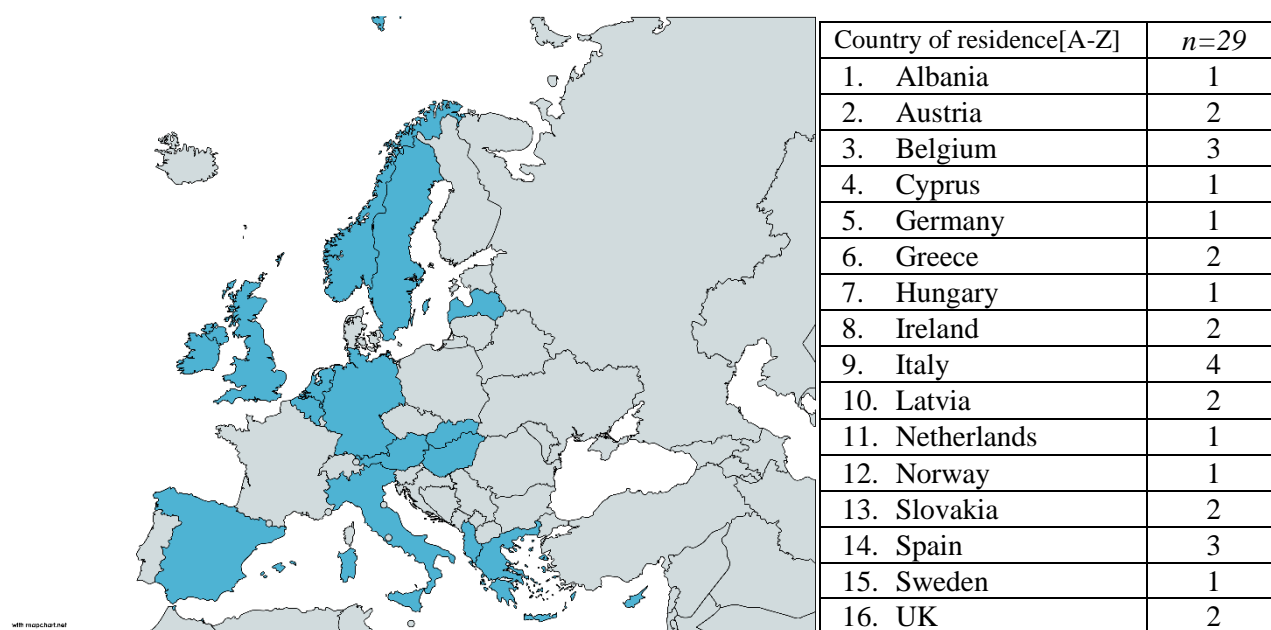 Country of residence[A-Z] n=29
1. Albania 1
2. Austria 2
3. Belgium 3
4. Cyprus 1
5. Germany 1
6. Greece 2
7. Hungary 1
8. Ireland 2
9. Italy 4
10. Latvia 2
11. Netherlands 1
12. Norway 1
13. Slovakia 2
14. Spain 3
15. Sweden 1
16. UK 2
with mapchart.net